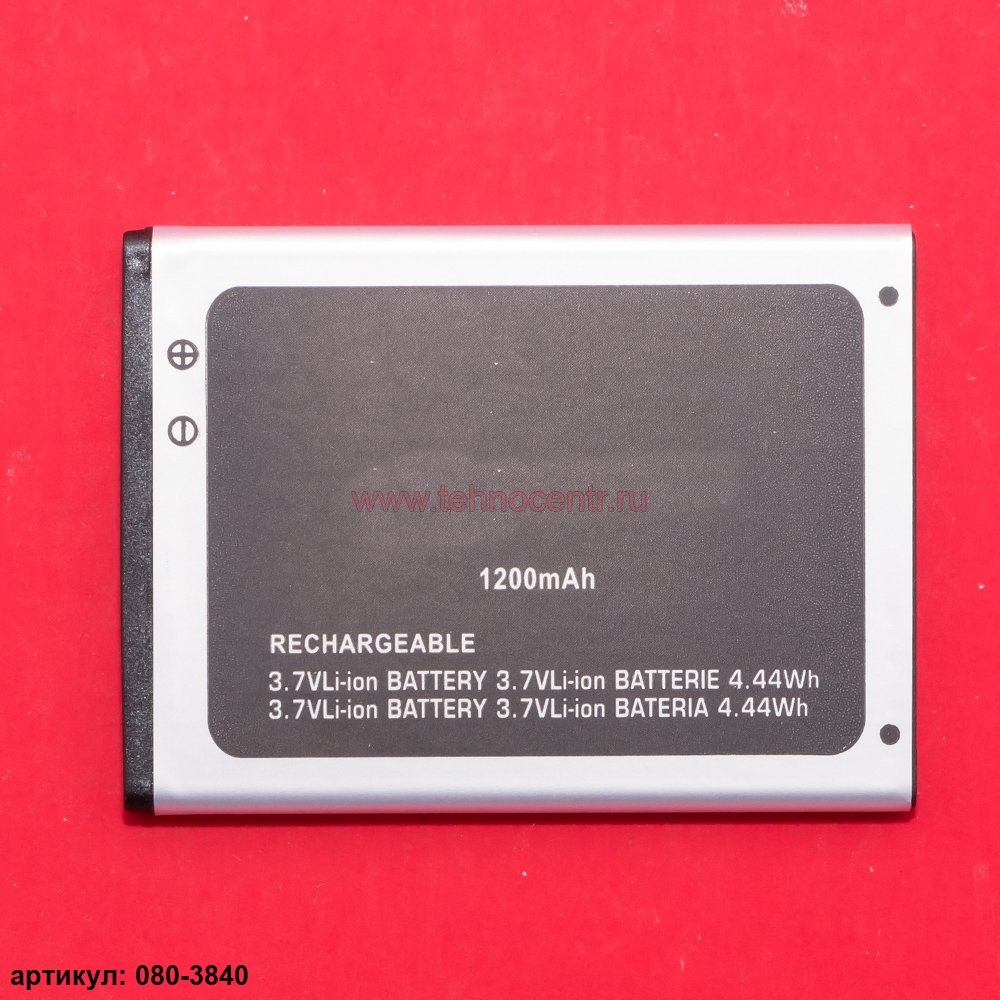 www.tehnocentr.ru
1200mAh
RECHARGEABLE
3.7VLi-ion BATTERY 3.7VLi-ion BATTERIE 4.44Wh
3.7VLi-ion BATTERY 3.7VLi-ion BATERIA 4.44Wh
артикул: 080-3840